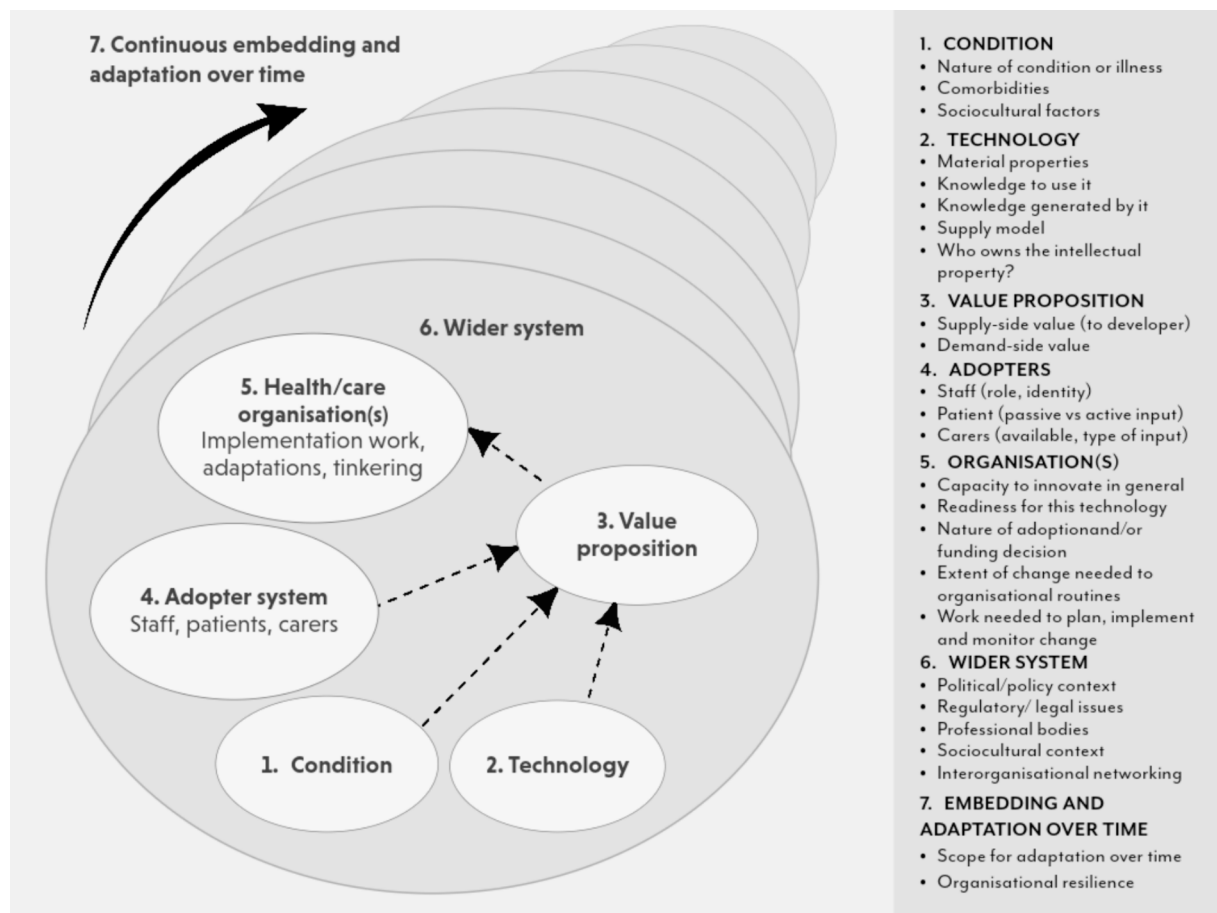 7. Continuous embedding and
adaptation over time
6. Wider system
5. Health/care
organisation(s)
Implementation work,
adaptations, tinkering
3. Value
proposition
4. Adopter system
Staff, patients, carers
1. Condition
2. Technology
1. CONDITION
• Nature of condition or illness
• Comorbidities
• Sociocultural factors
2. TECHNOLOGY
• Material properties
• Knowledge to use it
• Knowledge generated by it
• Supply model
• Who owns the intellectual
property?
3. VALUE PROPOSITION
• Supply-side value (to developer)
• Demand-side value
4. ADOPTERS
• Staff (role, identity)
• Patient (passive vs active input)
• Carers (available, type of input)
5. ORGANISATION(S)
• Capacity to innovate in general
• Readiness for this technology
• Nature of adoptionand/or
funding decision
• Extent of change needed to
organisational routines
• Work needed to plan, implement
and monitor change
6. WIDER SYSTEM
• Political/policy context
• Regulatory/ legal issues
• Professional bodies
• Sociocultural context
• Interorganisational networking
7. EMBEDDING AND
ADAPTATION OVER TIME
• Scope for adaptation over time
• Organisational resilience